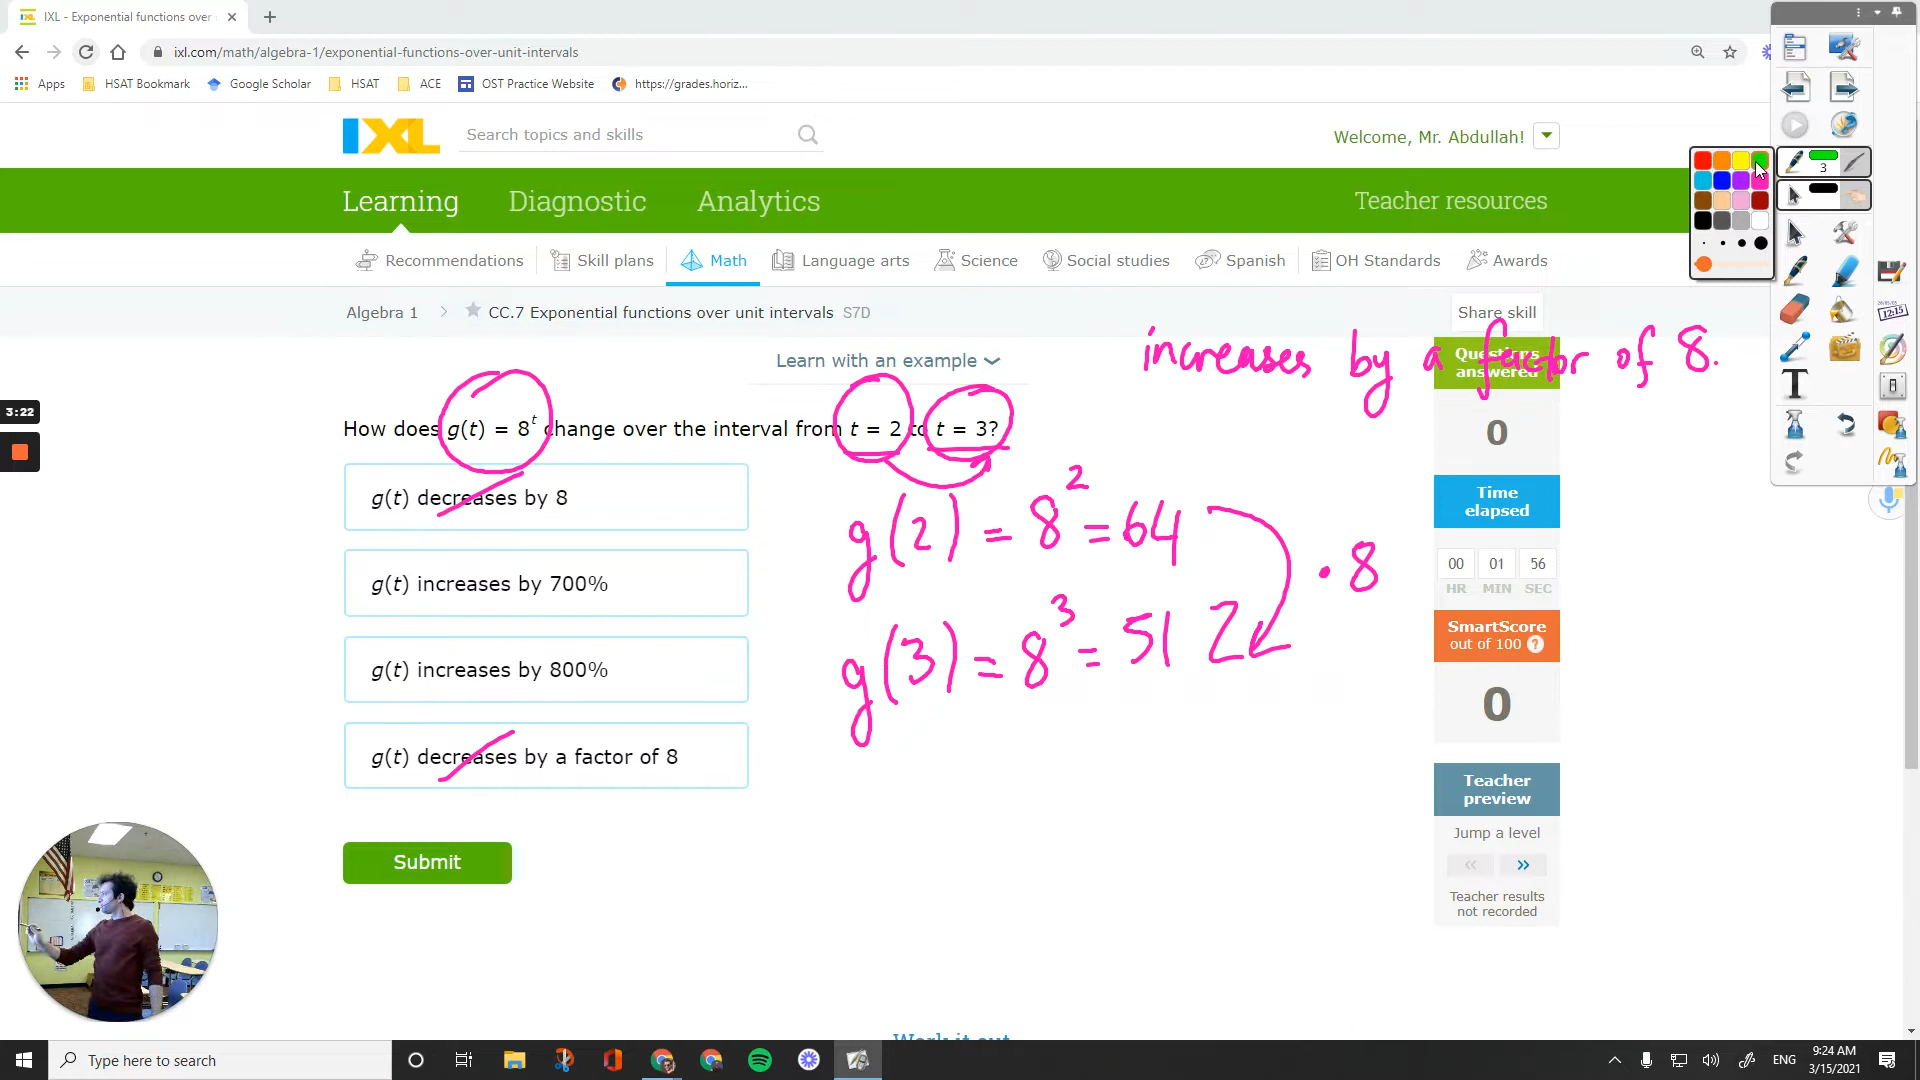 IXL - Exponential functions over
ixl.com/math/algebra-1/exponential-functions-over-unit-intervals
Apps HSAT Bookmark Google Scholar HSAT ACE OST Practice Website https://grades.horiz...
IXL Search topics and skills Welcome, Mr. Abdullah!
Learning Diagnostic Analytics Teacher resources
Recommendations Skill plans Math Language arts Science Social studies Spanish OH Standards Awards
Algebra 1 > CC.7 Exponential functions over unit intervals S7D Share skill
Learn with an example
increases by a factor of 8.
Questions answered
0
Time elapsed
00 01 56
HR MIN SEC
SmartScore
out of 100 ?
0
Teacher preview
Jump a level
Teacher results not recorded
3:22
How does g(t) = 8^t change over the interval from t = 2 to t = 3?
g(t) decreases by 8
g(t) increases by 700%
g(t) increases by 800%
g(t) decreases by a factor of 8
g(2) = 8^2 = 64
• 8
g(3) = 8^3 = 512
Submit
Work it out
3
12:15
T
Type here to search
ENG
9:24 AM
3/15/2021